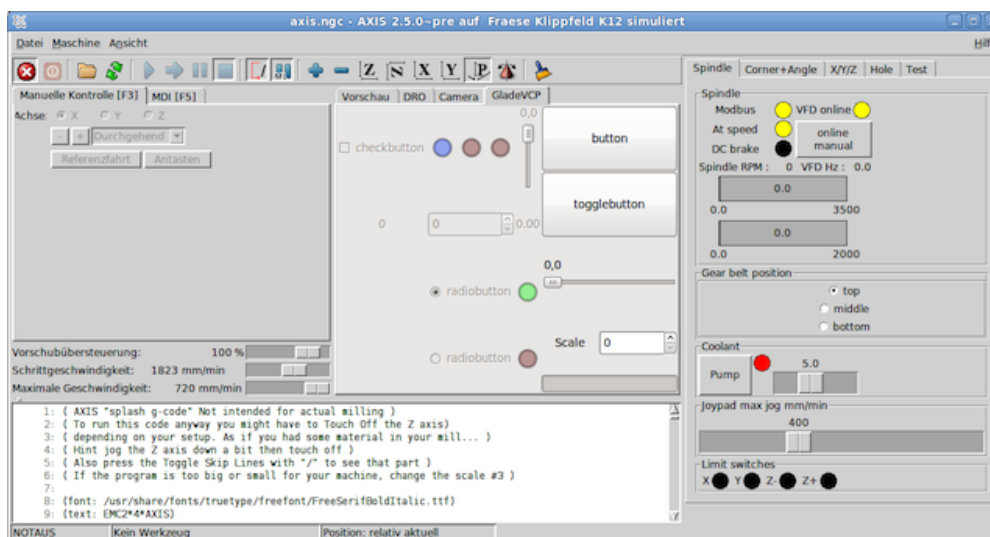 axis.ngc - AXIS 2.5.0~pre auf Fraese Klippfeld K12 simuliert
Datei Maschine Ansicht Hilf
Z N X Y P
Manuelle Kontrolle [F3] MDI [F5]
Achse: X Y Z
- + Durchgehend
Referenzfahrt Antasten
Vorschau DRO Camera GladeVCP
0,0
checkbutton
button
togglebutton
0 0 0.00
0,0
radiobutton
Scale 0
radiobutton
Vorschubübersteuerung: 100 %
Schrittgeschwindigkeit: 1823 mm/min
Maximale Geschwindigkeit: 720 mm/min
Spindle Corner+Angle X/Y/Z Hole Test
Spindle
Modbus VFD online
At speed
online
manual
DC brake
Spindle RPM : 0 VFD Hz : 0.0
0.0
0.0 3500
0.0
0.0 2000
Gear belt position
top
middle
bottom
Coolant
Pump 5.0
Joypad max jog mm/min
400
Limit switches
X Y Z- Z+
1: ( AXIS "splash g-code" Not intended for actual milling )
2: ( To run this code anyway you might have to Touch Off the Z axis)
3: ( depending on your setup. As if you had some material in your mill... )
4: ( Hint jog the Z axis down a bit then touch off )
5: ( Also press the Toggle Skip Lines with "/" to see that part )
6: ( If the program is too big or small for your machine, change the scale #3 )
7:
8: (font: /usr/share/fonts/truetype/freefont/FreeSerifBoldItalic.ttf)
9: (text: EMC2*4*AXIS)
NOTAUS Kein Werkzeug Position: relativ aktuell